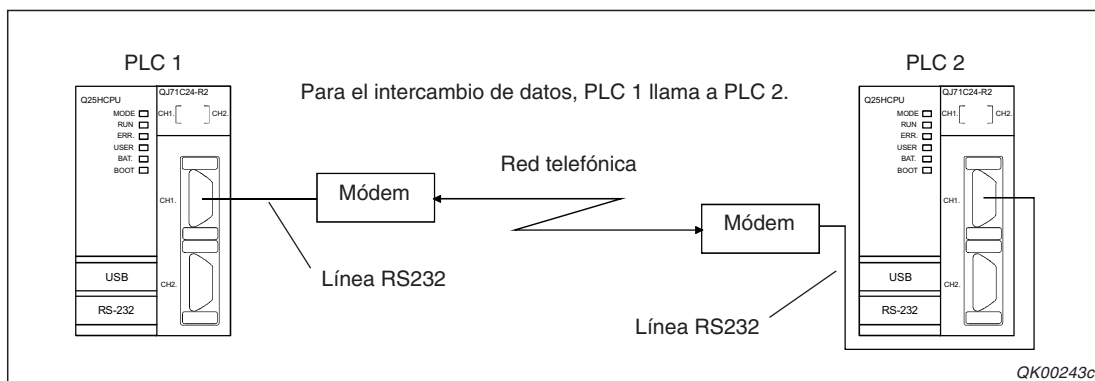 PLC 1
PLC 2
Para el intercambio de datos, PLC 1 llama a PLC 2.
Q25HCPU
MODE
RUN
ERR.
USER
BAT.
BOOT
QJ71C24-R2
CH1. CH2.
CH1.
CH2.
USB
RS-232
Módem
Línea RS232
Red telefónica
Módem
Línea RS232
Q25HCPU
MODE
RUN
ERR.
USER
BAT.
BOOT
QJ71C24-R2
CH1. CH2.
CH1.
CH2.
USB
RS-232
QK00243c